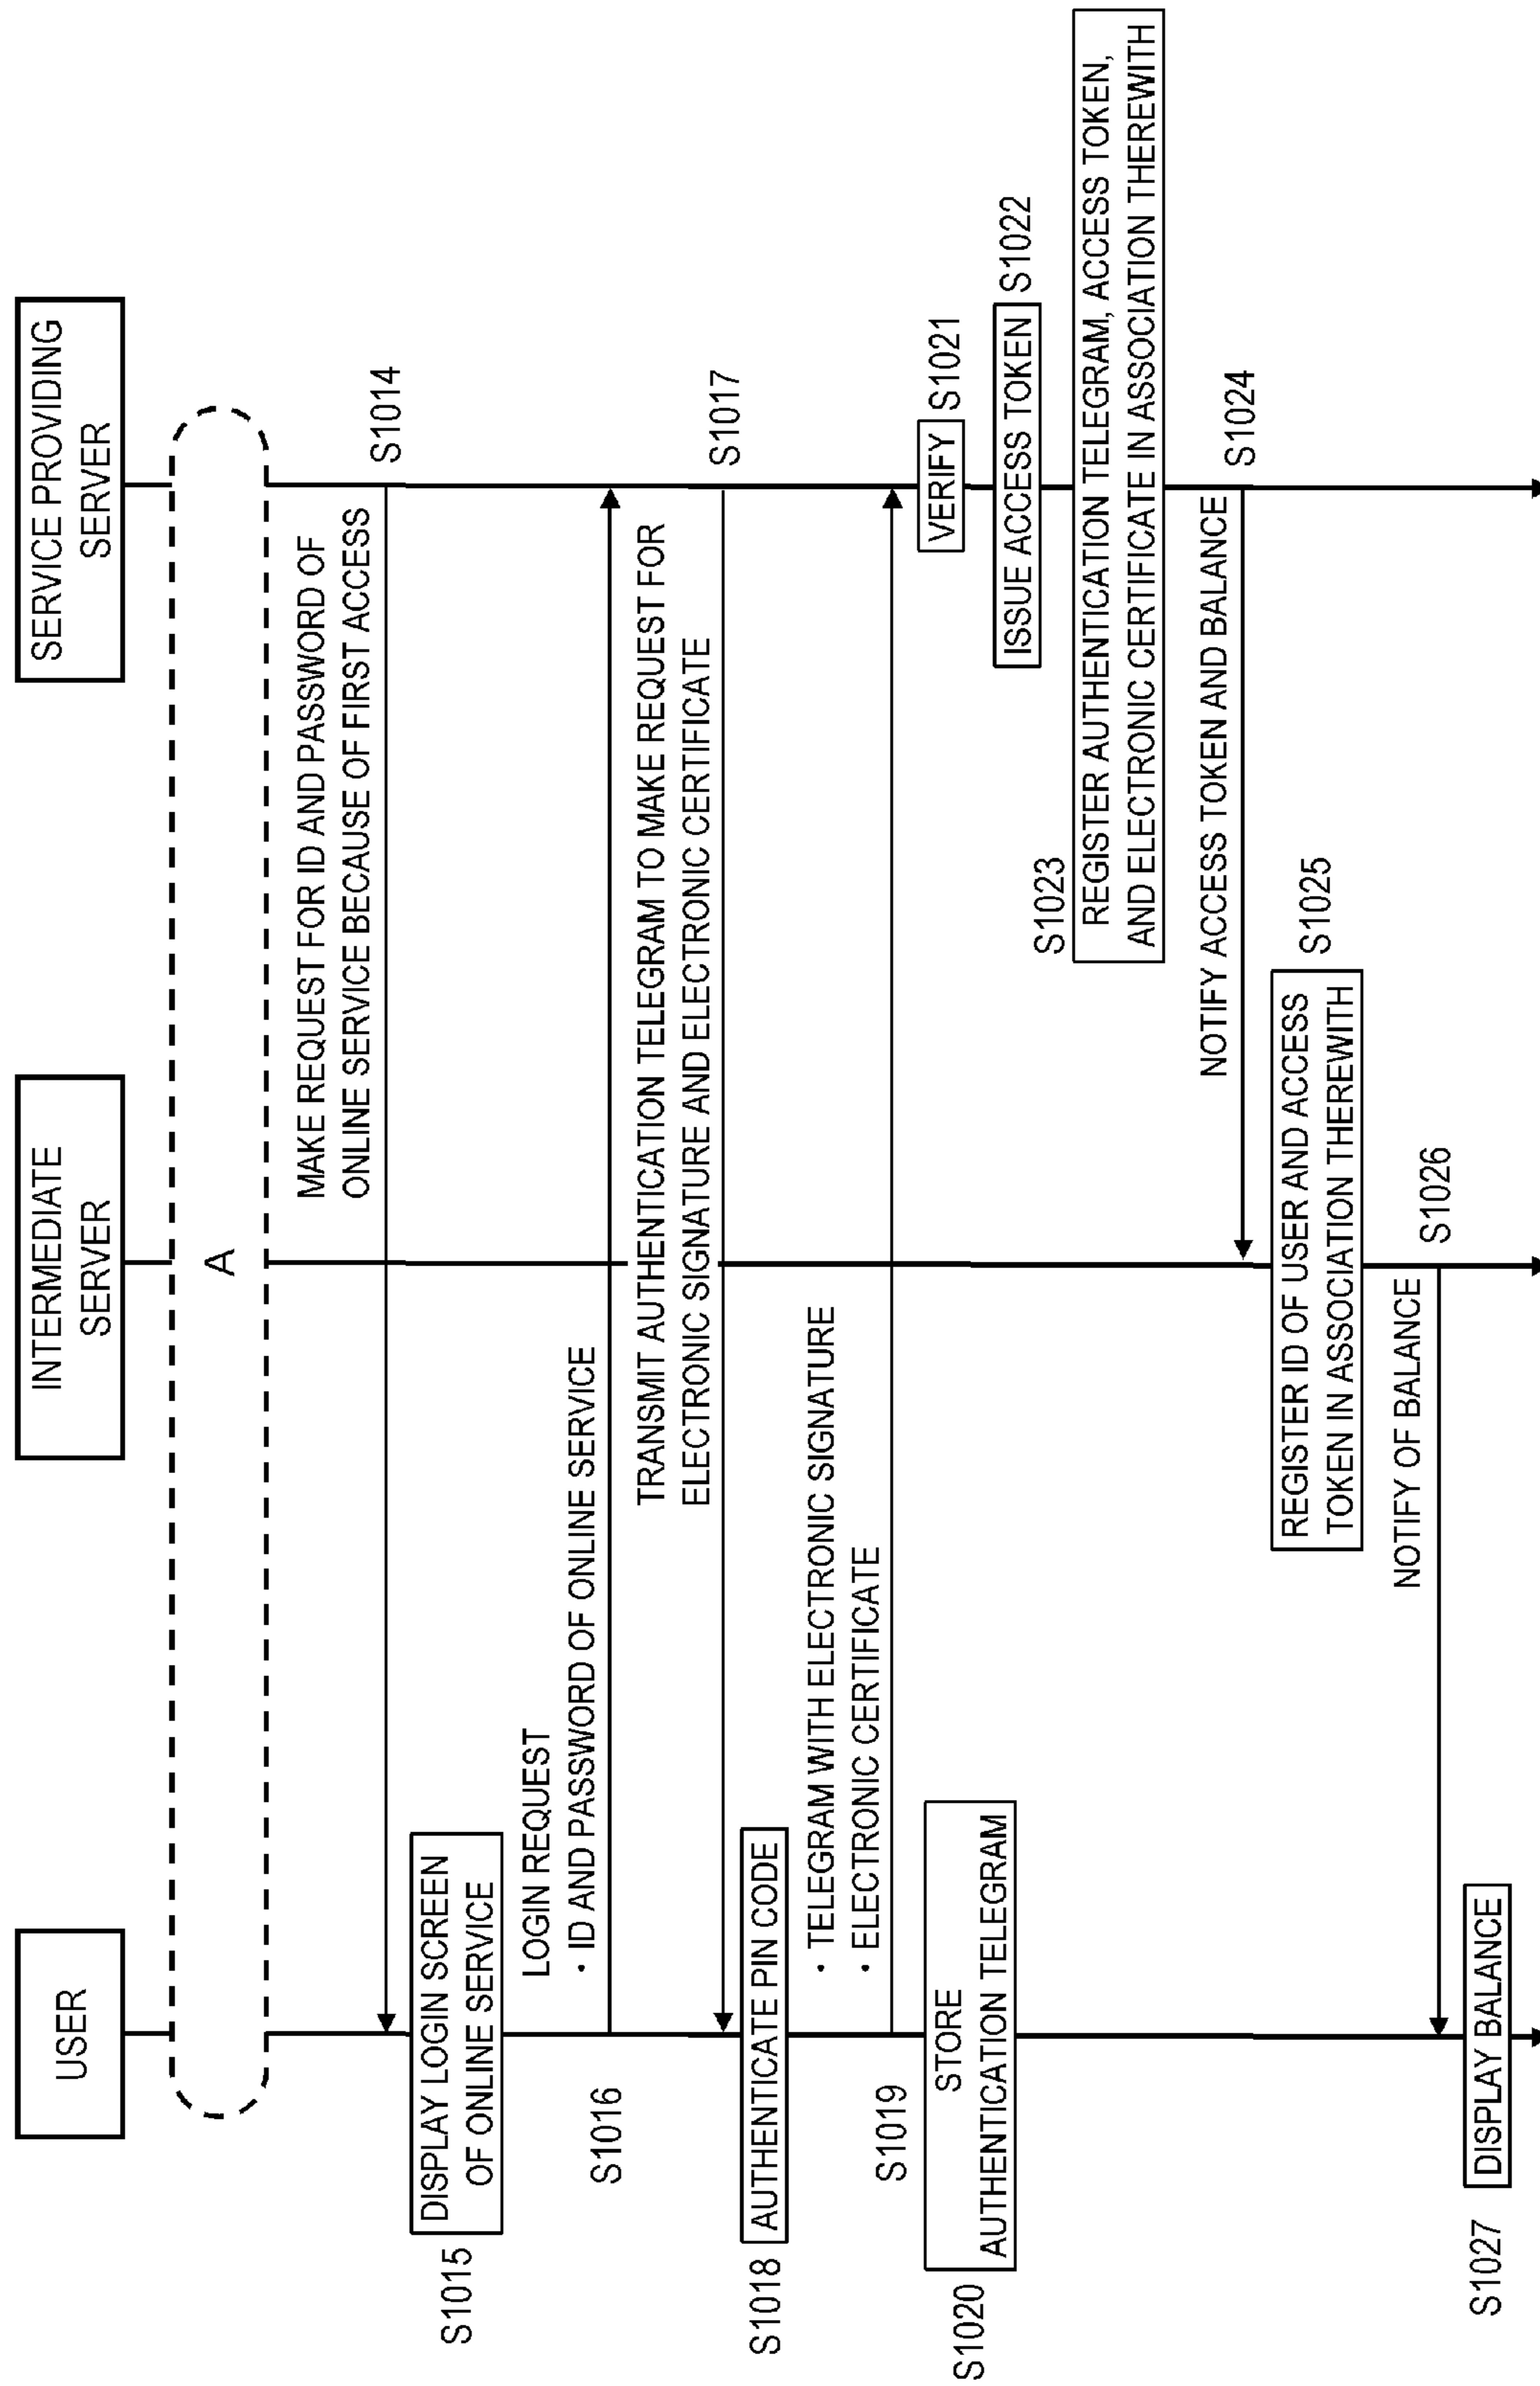 USER
INTERMEDIATE
SERVER
SERVICE PROVIDING
SERVER
A
MAKE REQUEST FOR ID AND PASSWORD OF
ONLINE SERVICE BECAUSE OF FIRST ACCESS
S1014
S1015
DISPLAY LOGIN SCREEN
OF ONLINE SERVICE
LOGIN REQUEST
・ID AND PASSWORD OF ONLINE SERVICE
S1016
TRANSMIT AUTHENTICATION TELEGRAM TO MAKE REQUEST FOR
ELECTRONIC SIGNATURE AND ELECTRONIC CERTIFICATE
S1017
S1018
AUTHENTICATE PIN CODE
・TELEGRAM WITH ELECTRONIC SIGNATURE
・ELECTRONIC CERTIFICATE
S1019
S1020
STORE
AUTHENTICATION TELEGRAM
VERIFY
S1021
ISSUE ACCESS TOKEN
S1022
S1023
REGISTER AUTHENTICATION TELEGRAM, ACCESS TOKEN,
AND ELECTRONIC CERTIFICATE IN ASSOCIATION THEREWITH
NOTIFY ACCESS TOKEN AND BALANCE
S1024
REGISTER ID OF USER AND ACCESS
TOKEN IN ASSOCIATION THEREWITH
S1025
NOTIFY OF BALANCE
S1026
S1027
DISPLAY BALANCE